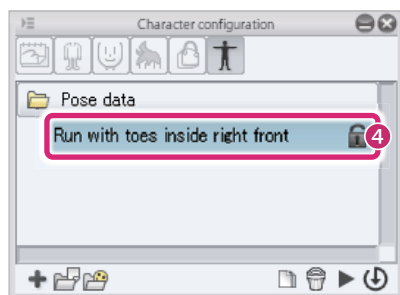 Character configuration
Pose data
Run with toes inside right front
4